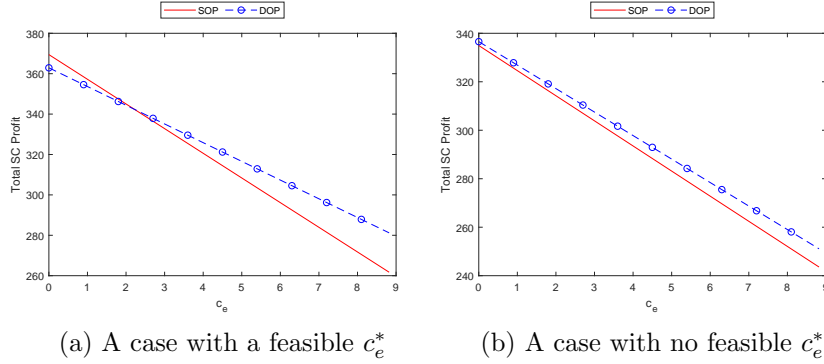 SOP DOP
380
360
340
320
300
280
260
Total SC Profit
0 1 2 3 4 5 6 7 8 9
c_e
(a) A case with a feasible c_e^*
SOP DOP
340
320
300
280
260
240
Total SC Profit
0 1 2 3 4 5 6 7 8 9
c_e
(b) A case with no feasible c_e^*